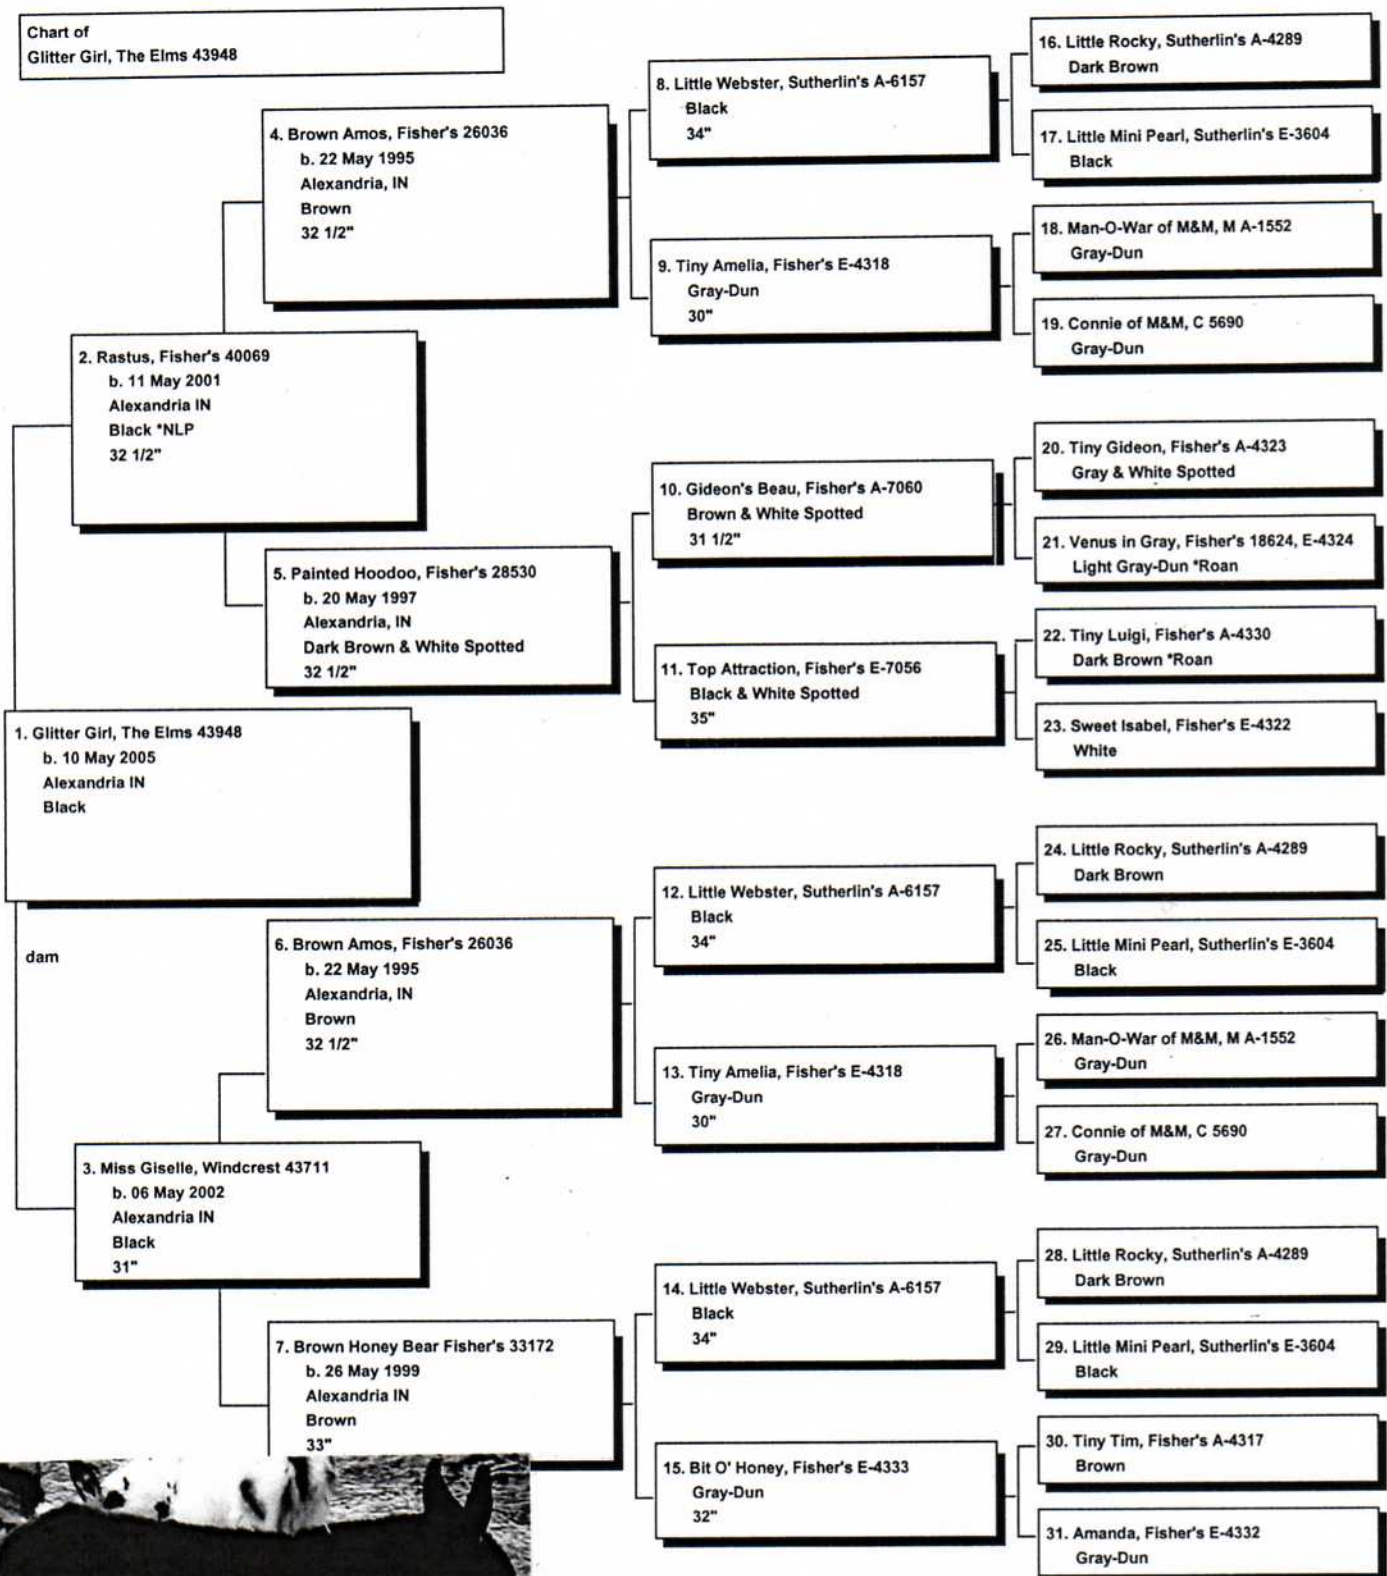 Chart of
Glitter Girl, The Elms 43948
1. Glitter Girl, The Elms 43948
b. 10 May 2005
Alexandria IN
Black
dam
2. Rastus, Fisher's 40069
b. 11 May 2001
Alexandria IN
Black *NLP
32 1/2"
3. Miss Giselle, Windcrest 43711
b. 06 May 2002
Alexandria IN
Black
31"
4. Brown Amos, Fisher's 26036
b. 22 May 1995
Alexandria, IN
Brown
32 1/2"
5. Painted Hoodoo, Fisher's 28530
b. 20 May 1997
Alexandria, IN
Dark Brown & White Spotted
32 1/2"
6. Brown Amos, Fisher's 26036
b. 22 May 1995
Alexandria, IN
Brown
32 1/2"
7. Brown Honey Bear Fisher's 33172
b. 26 May 1999
Alexandria IN
Brown
33"
8. Little Webster, Sutherlin's A-6157
Black
34"
9. Tiny Amelia, Fisher's E-4318
Gray-Dun
30"
10. Gideon's Beau, Fisher's A-7060
Brown & White Spotted
31 1/2"
11. Top Attraction, Fisher's E-7056
Black & White Spotted
35"
12. Little Webster, Sutherlin's A-6157
Black
34"
13. Tiny Amelia, Fisher's E-4318
Gray-Dun
30"
14. Little Webster, Sutherlin's A-6157
Black
34"
15. Bit O' Honey, Fisher's E-4333
Gray-Dun
32"
16. Little Rocky, Sutherlin's A-4289
Dark Brown
17. Little Mini Pearl, Sutherlin's E-3604
Black
18. Man-O-War of M&M, M A-1552
Gray-Dun
19. Connie of M&M, C 5690
Gray-Dun
20. Tiny Gideon, Fisher's A-4323
Gray & White Spotted
21. Venus in Gray, Fisher's 18624, E-4324
Light Gray-Dun *Roan
22. Tiny Luigi, Fisher's A-4330
Dark Brown *Roan
23. Sweet Isabel, Fisher's E-4322
White
24. Little Rocky, Sutherlin's A-4289
Dark Brown
25. Little Mini Pearl, Sutherlin's E-3604
Black
26. Man-O-War of M&M, M A-1552
Gray-Dun
27. Connie of M&M, C 5690
Gray-Dun
28. Little Rocky, Sutherlin's A-4289
Dark Brown
29. Little Mini Pearl, Sutherlin's E-3604
Black
30. Tiny Tim, Fisher's A-4317
Brown
31. Amanda, Fisher's E-4332
Gray-Dun